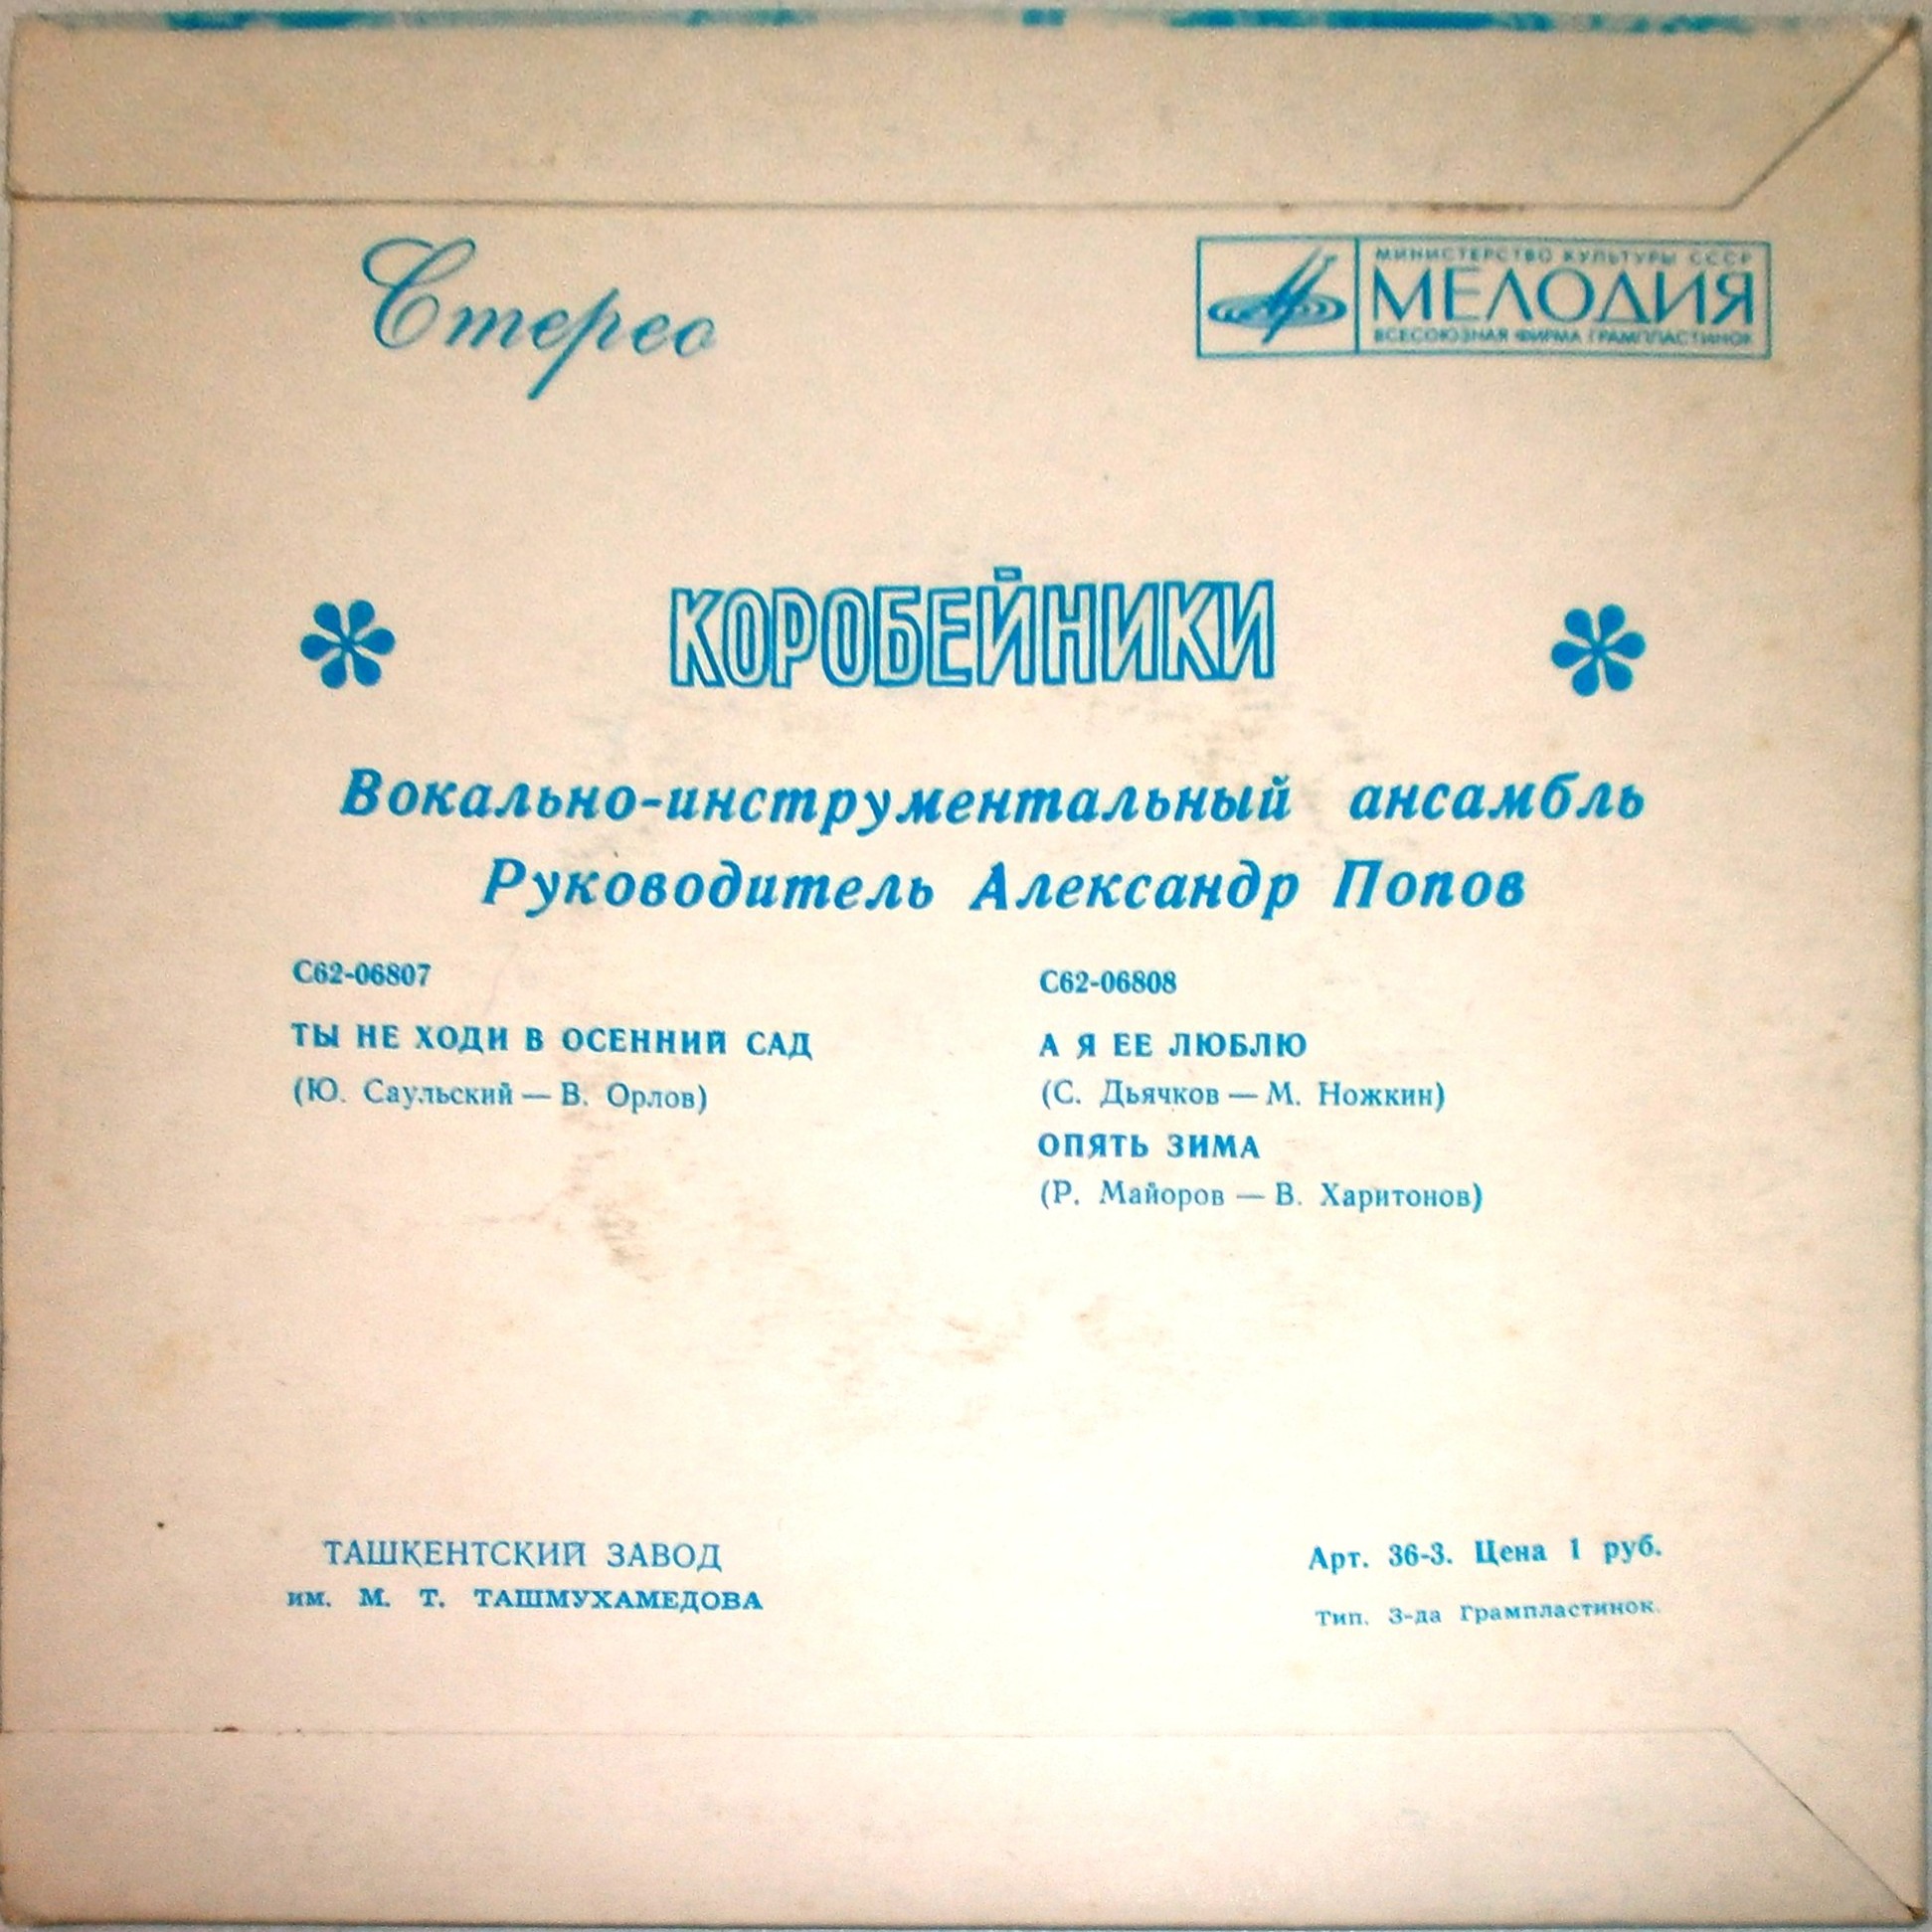 Стерео
МИНИСТЕРСТВО КУЛЬТУРЫ СССР
МЕЛОДИЯ
ВСЕСОЮЗНАЯ ФИРМА ГРАМПЛАСТИНОК
КОРОБЕЙНИКИ
Вокально-инструментальный ансамбль
Руководитель Александр Попов
С62-06807
ТЫ НЕ ХОДИ В ОСЕННИЙ САД
(Ю. Саульский — В. Орлов)
С62-06808
А Я ЕЕ ЛЮБЛЮ
(С. Дьячков — М. Ножкин)
ОПЯТЬ ЗИМА
(Р. Майоров — В. Харитонов)
ТАШКЕНТСКИЙ ЗАВОД
им. М. Т. ТАШМУХАМЕДОВА
Арт. 36-3. Цена 1 руб.
Тип. З-да Грампластинок.